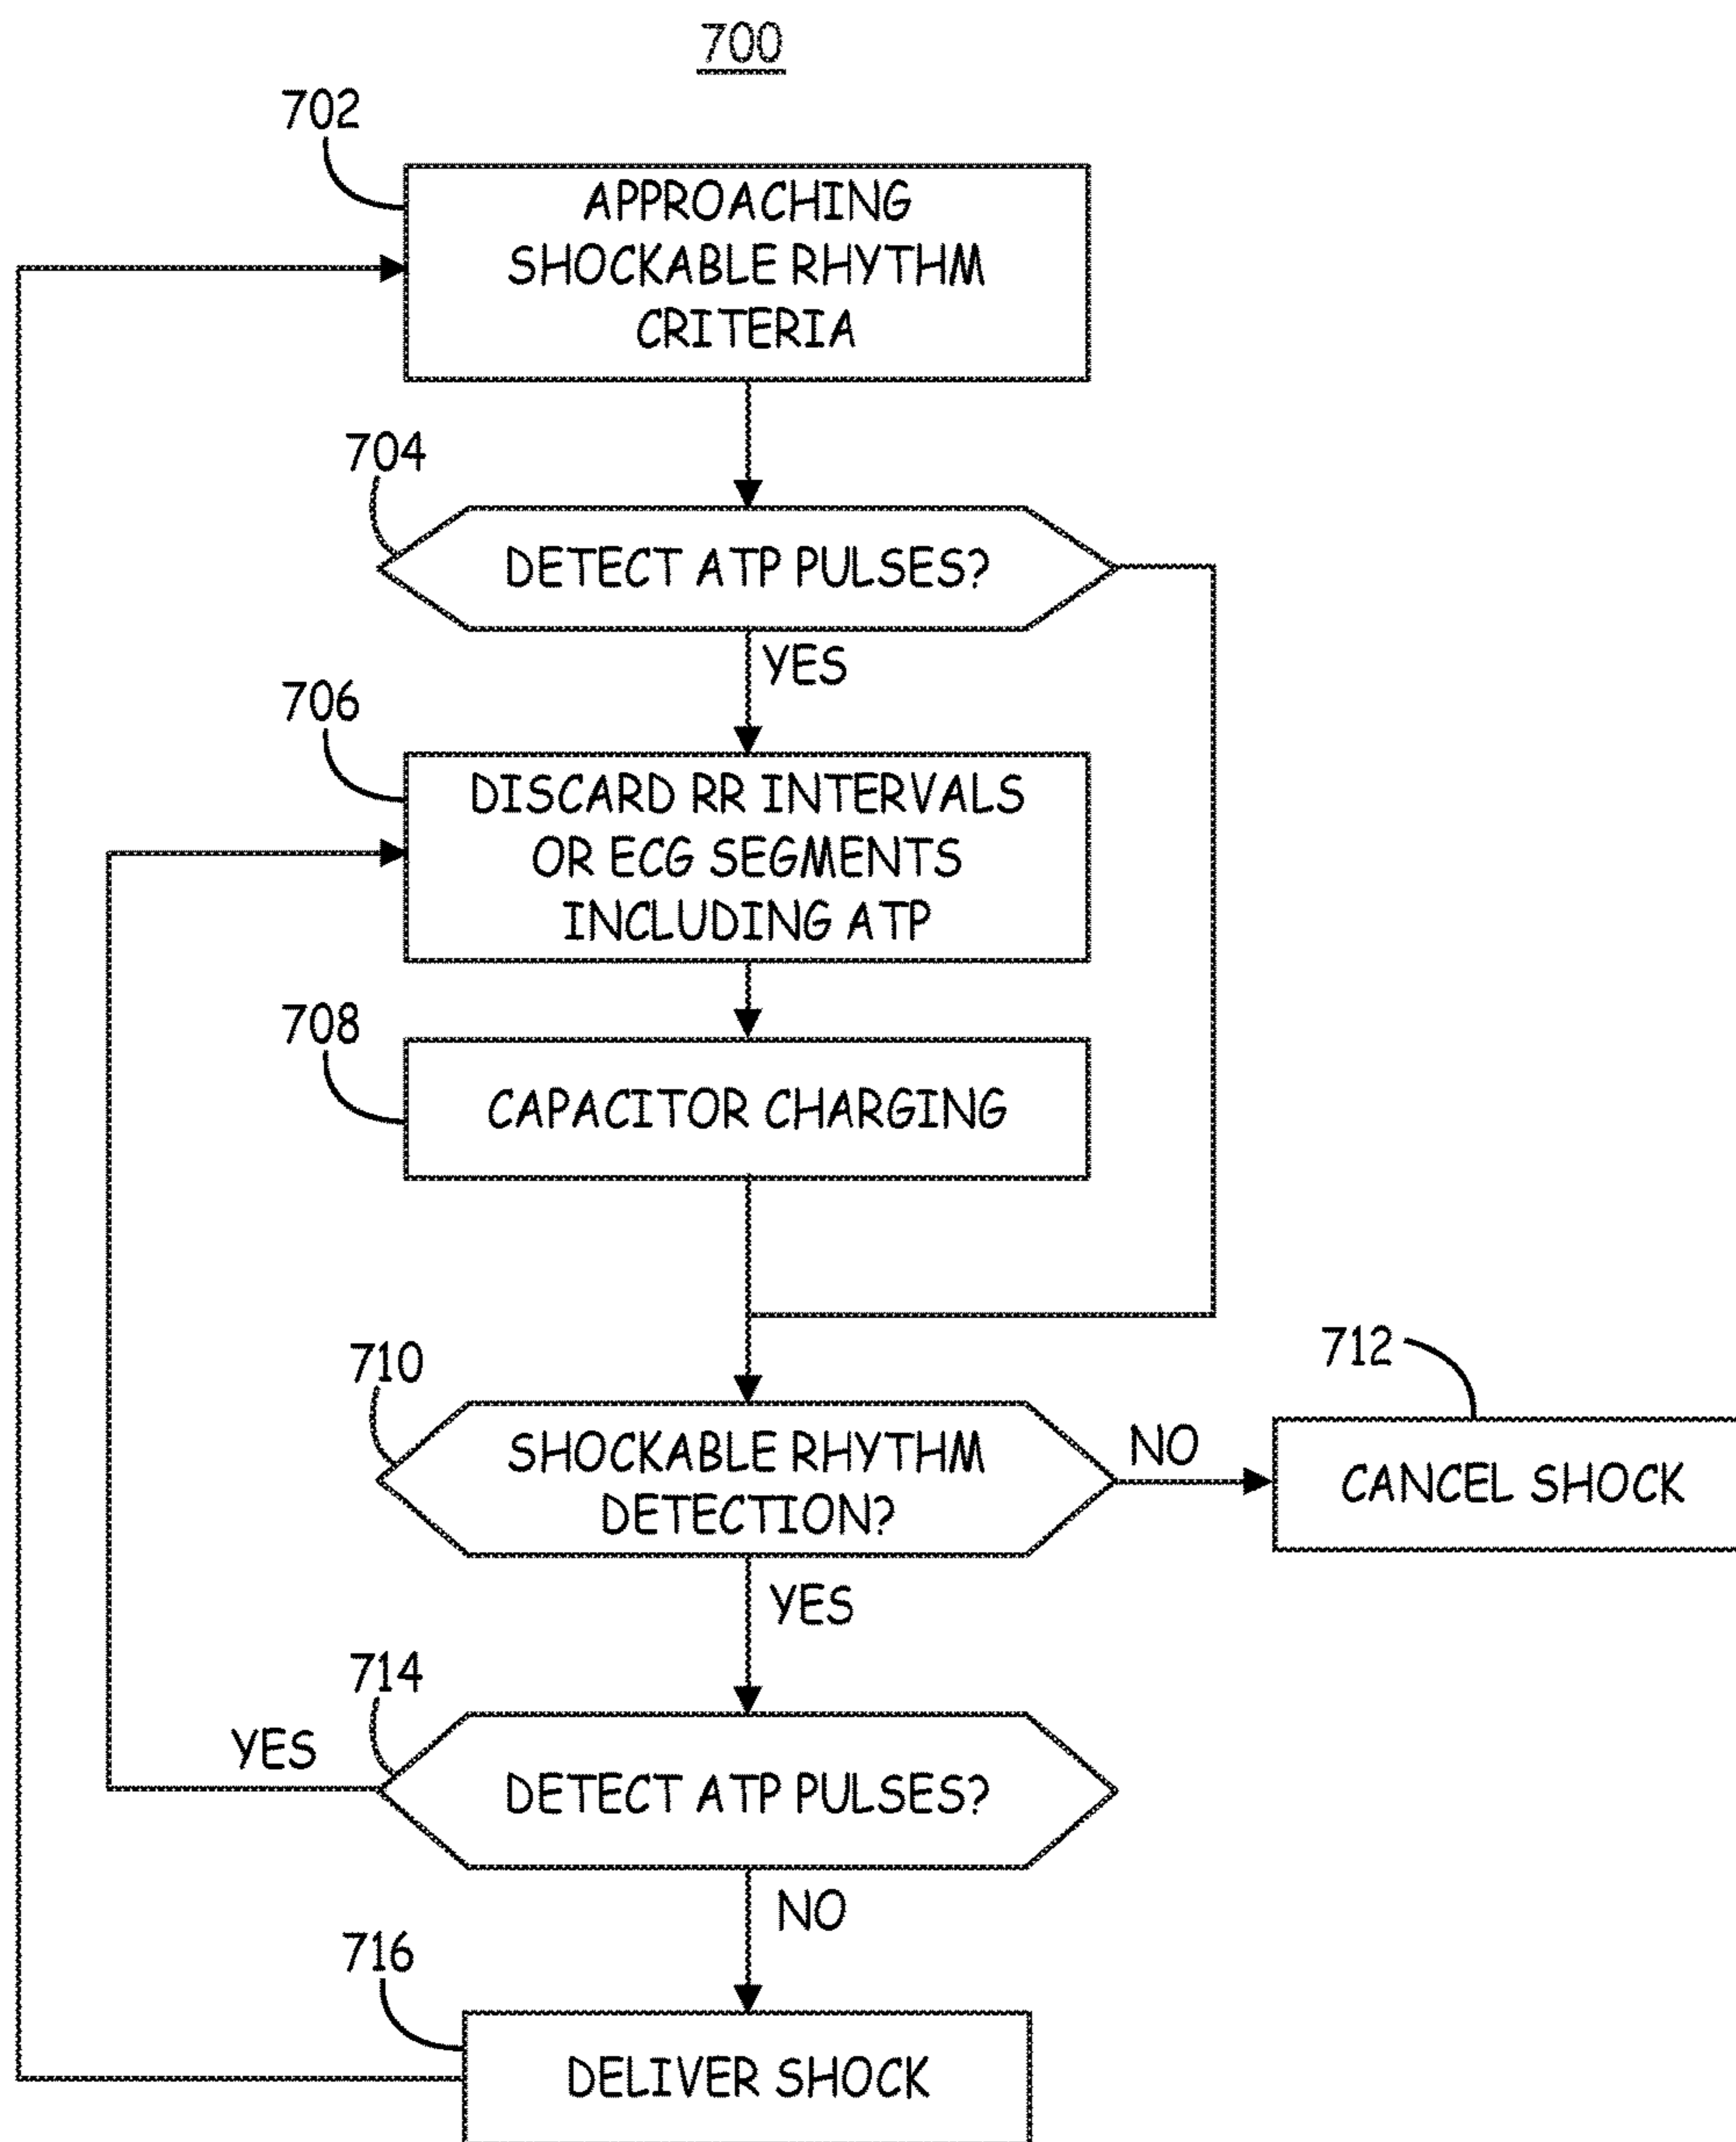 700
702
APPROACHING
SHOCKABLE RHYTHM
CRITERIA
704
DETECT ATP PULSES?
YES
706
DISCARD RR INTERVALS
OR ECG SEGMENTS
INCLUDING ATP
708
CAPACITOR CHARGING
710
SHOCKABLE RHYTHM
DETECTION?
NO
712
CANCEL SHOCK
YES
714
YES
DETECT ATP PULSES?
NO
716
DELIVER SHOCK